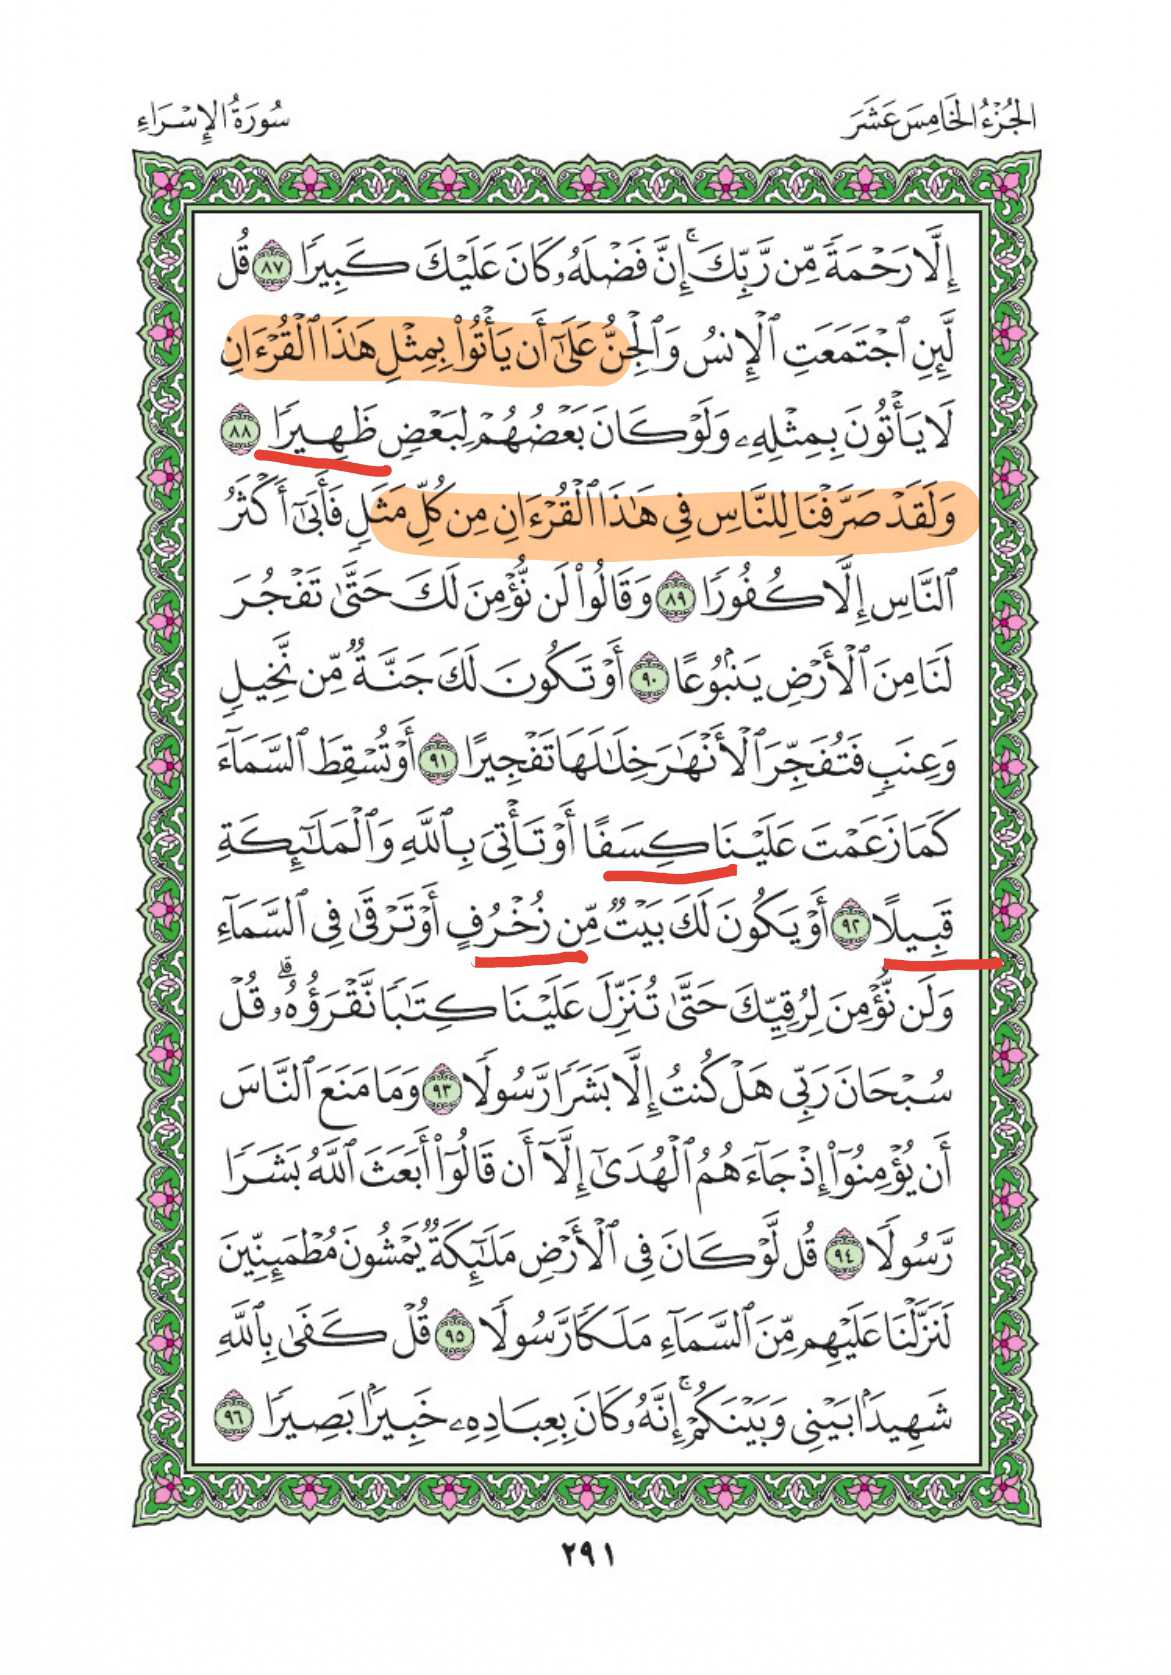 الجُزْءُ الخَامِسَ عَشَرَ
سُورَةُ الإِسْرَاءِ
إِلَّا رَحْمَةً مِّن رَّبِّكَۚ إِنَّ فَضْلَهُۥ كَانَ عَلَيْكَ كَبِيرًا ٨٧ قُل
لَّئِنِ ٱجْتَمَعَتِ ٱلْإِنسُ وَٱلْجِنُّ عَلَىٰٓ أَن يَأْتُوا۟ بِمِثْلِ هَـٰذَا ٱلْقُرْءَانِ
لَا يَأْتُونَ بِمِثْلِهِۦ وَلَوْ كَانَ بَعْضُهُمْ لِبَعْضٍ ظَهِيرًا ٨٨
وَلَقَدْ صَرَّفْنَا لِلنَّاسِ فِى هَـٰذَا ٱلْقُرْءَانِ مِن كُلِّ مَثَلٍ فَأَبَىٰٓ أَكْثَرُ
ٱلنَّاسِ إِلَّا كُفُورًا ٨٩ وَقَالُوا۟ لَن نُّؤْمِنَ لَكَ حَتَّىٰ تَفْجُرَ
لَنَا مِنَ ٱلْأَرْضِ يَنۢبُوعًا ٩٠ أَوْ تَكُونَ لَكَ جَنَّةٌ مِّن نَّخِيلٍ
وَعِنَبٍ فَتُفَجِّرَ ٱلْأَنْهَـٰرَ خِلَـٰلَهَا تَفْجِيرًا ٩١ أَوْ تُسْقِطَ ٱلسَّمَآءَ
كَمَا زَعَمْتَ عَلَيْنَا كِسَفًا أَوْ تَأْتِىَ بِٱللَّهِ وَٱلْمَلَـٰٓئِكَةِ
قَبِيلًا ٩٢ أَوْ يَكُونَ لَكَ بَيْتٌ مِّن زُخْرُفٍ أَوْ تَرْقَىٰ فِى ٱلسَّمَآءِ
وَلَن نُّؤْمِنَ لِرُقِيِّكَ حَتَّىٰ تُنَزِّلَ عَلَيْنَا كِتَـٰبًا نَّقْرَؤُهُۥۗ قُلْ
سُبْحَانَ رَبِّى هَلْ كُنتُ إِلَّا بَشَرًا رَّسُولًا ٩٣ وَمَا مَنَعَ ٱلنَّاسَ
أَن يُؤْمِنُوٓا۟ إِذْ جَآءَهُمُ ٱلْهُدَىٰٓ إِلَّآ أَن قَالُوٓا۟ أَبَعَثَ ٱللَّهُ بَشَرًا
رَّسُولًا ٩٤ قُل لَّوْ كَانَ فِى ٱلْأَرْضِ مَلَـٰٓئِكَةٌ يَمْشُونَ مُطْمَئِنِّينَ
لَنَزَّلْنَا عَلَيْهِم مِّنَ ٱلسَّمَآءِ مَلَكًا رَّسُولًا ٩٥ قُلْ كَفَىٰ بِٱللَّهِ
شَهِيدًۢا بَيْنِى وَبَيْنَكُمْۚ إِنَّهُۥ كَانَ بِعِبَادِهِۦ خَبِيرًۢا بَصِيرًا ٩٦
٢٩١